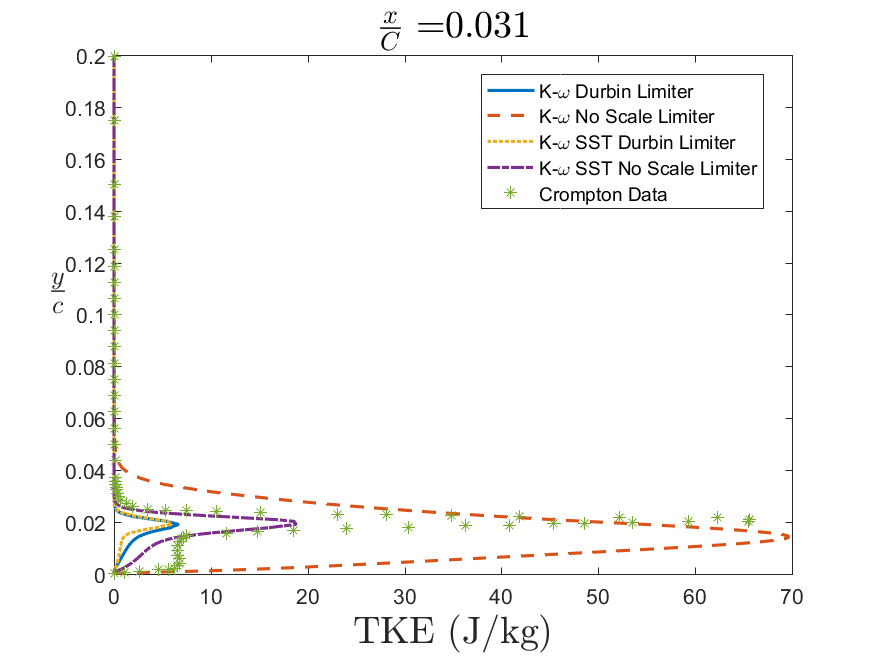 x/C =0.031
K-ω Durbin Limiter
K-ω No Scale Limiter
K-ω SST Durbin Limiter
K-ω SST No Scale Limiter
Crompton Data
0.2
0.18
0.16
0.14
0.12
0.1
0.08
0.06
0.04
0.02
0
y/c
0 10 20 30 40 50 60 70
TKE (J/kg)